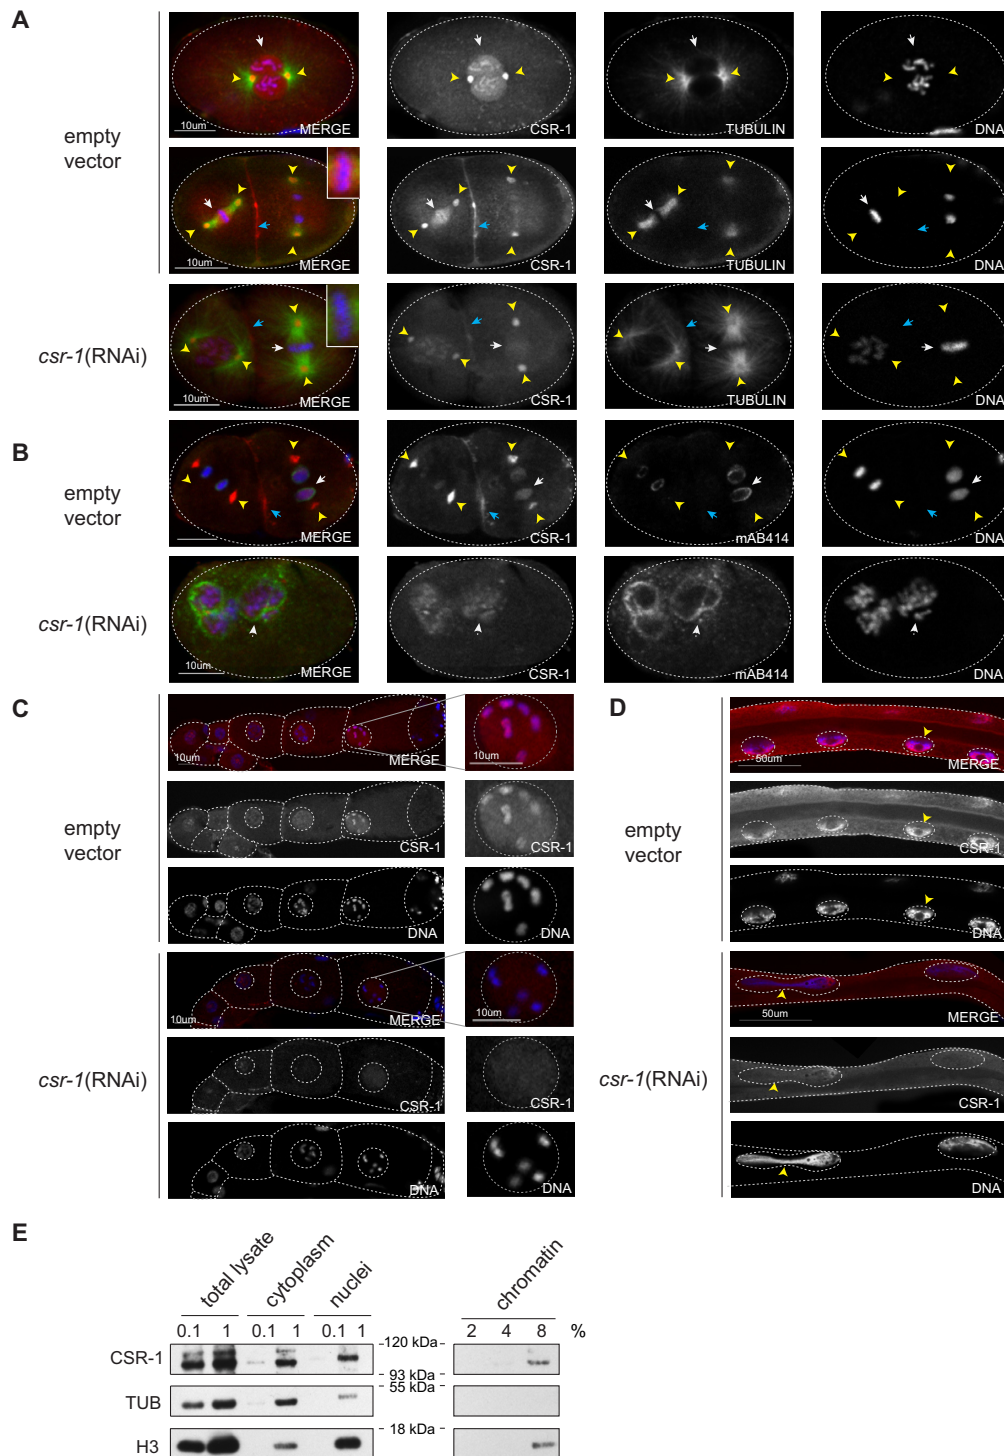 A
empty
vector
10um
MERGE
CSR-1
TUBULIN
DNA
10um
MERGE
CSR-1
TUBULIN
DNA
csr-1(RNAi)
10um
MERGE
CSR-1
TUBULIN
DNA
B
empty
vector
MERGE
CSR-1
mAB414
DNA
csr-1(RNAi)
10um
MERGE
CSR-1
mAB414
DNA
C
empty
vector
10um
MERGE
10um
CSR-1
CSR-1
DNA
DNA
csr-1(RNAi)
10um
MERGE
10um
CSR-1
CSR-1
DNA
DNA
D
empty
vector
50um
MERGE
CSR-1
DNA
csr-1(RNAi)
50um
MERGE
CSR-1
DNA
E
total lysate
cytoplasm
nuclei
chromatin
0.1 1 0.1 1 0.1 1 2 4 8 %
CSR-1
120 kDa
93 kDa
TUB
55 kDa
H3
18 kDa